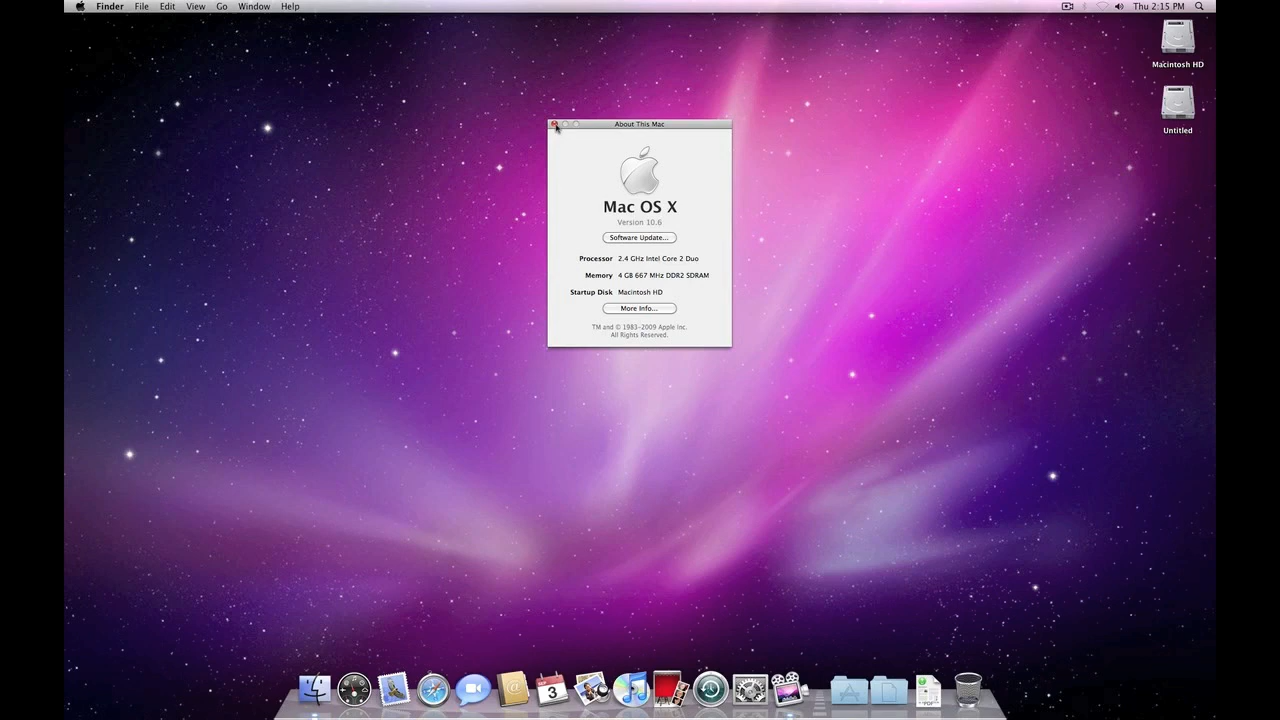 Finder File Edit View Go Window Help
Thu 2:15 PM
Macintosh HD
Untitled
About This Mac
Mac OS X
Version 10.6
Software Update...
Processor 2.4 GHz Intel Core 2 Duo
Memory 4 GB 667 MHz DDR2 SDRAM
Startup Disk Macintosh HD
More Info...
TM and © 1983-2009 Apple Inc.
All Rights Reserved.
SEP
3
PDF